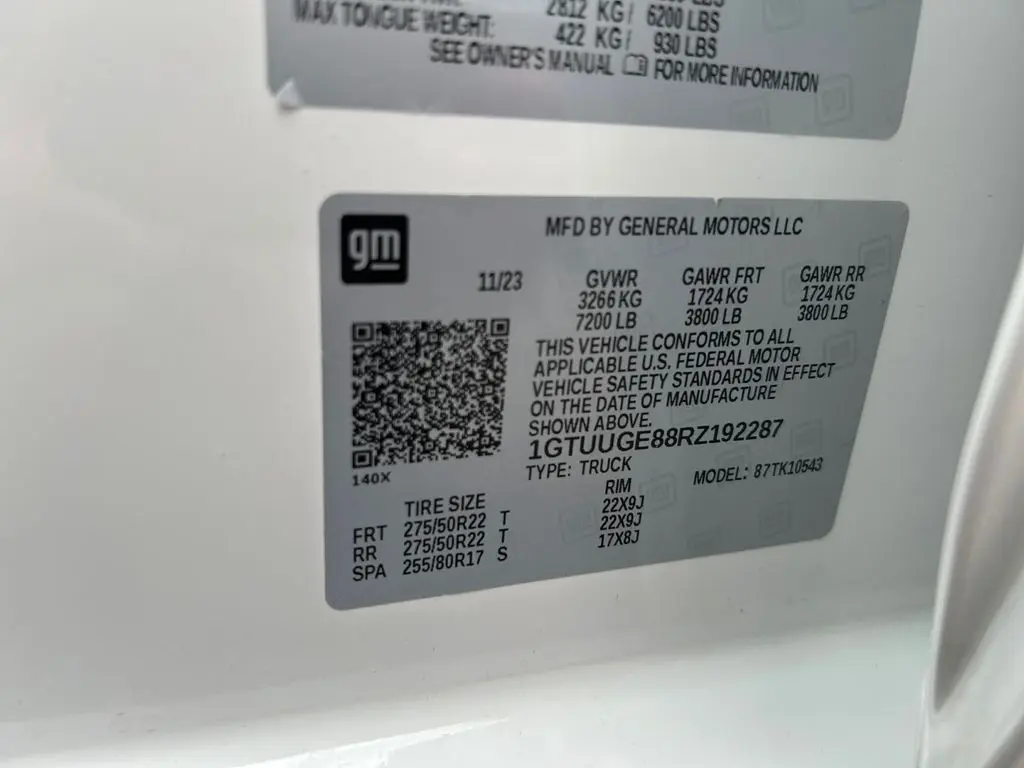 2812 KG/ 6200 LBS
MAX TONGUE WEIGHT: 422 KG/ 930 LBS
SEE OWNER'S MANUAL FOR MORE INFORMATION
gm
MFD BY GENERAL MOTORS LLC
11/23 GVWR GAWR FRT GAWR RR
3266 KG 1724 KG 1724 KG
7200 LB 3800 LB 3800 LB
THIS VEHICLE CONFORMS TO ALL
APPLICABLE U.S. FEDERAL MOTOR
VEHICLE SAFETY STANDARDS IN EFFECT
ON THE DATE OF MANUFACTURE
SHOWN ABOVE.
1GTUUGE88RZ192287
TYPE: TRUCK MODEL: 87TK10543
140X
TIRE SIZE RIM
FRT 275/50R22 T 22X9J
RR 275/50R22 T 22X9J
SPA 255/80R17 S 17X8J